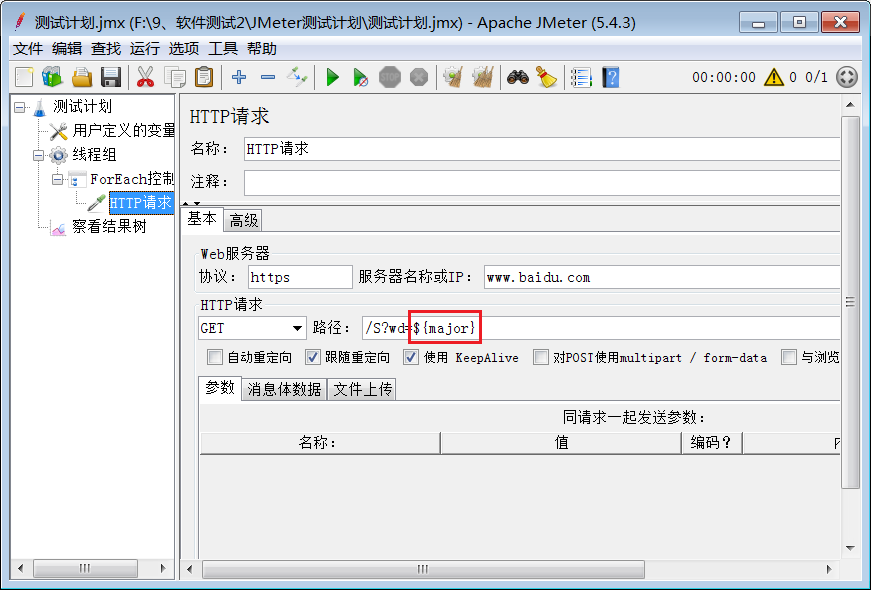 测试计划.jmx (F:\9、软件测试2\JMeter测试计划\测试计划.jmx) - Apache JMeter (5.4.3)
文件 编辑 查找 运行 选项 工具 帮助
00:00:00 0 0/1
测试计划
用户定义的变量
线程组
ForEach控制
HTTP请求
察看结果树
HTTP请求
名称： HTTP请求
注释：
基本 高级
Web服务器
协议： https 服务器名称或IP： www.baidu.com
HTTP请求
GET 路径： /S?wd=${major}
自动重定向 跟随重定向 使用 KeepAlive 对POST使用multipart / form-data 与浏览
参数 消息体数据 文件上传
同请求一起发送参数：
名称： 值 编码？